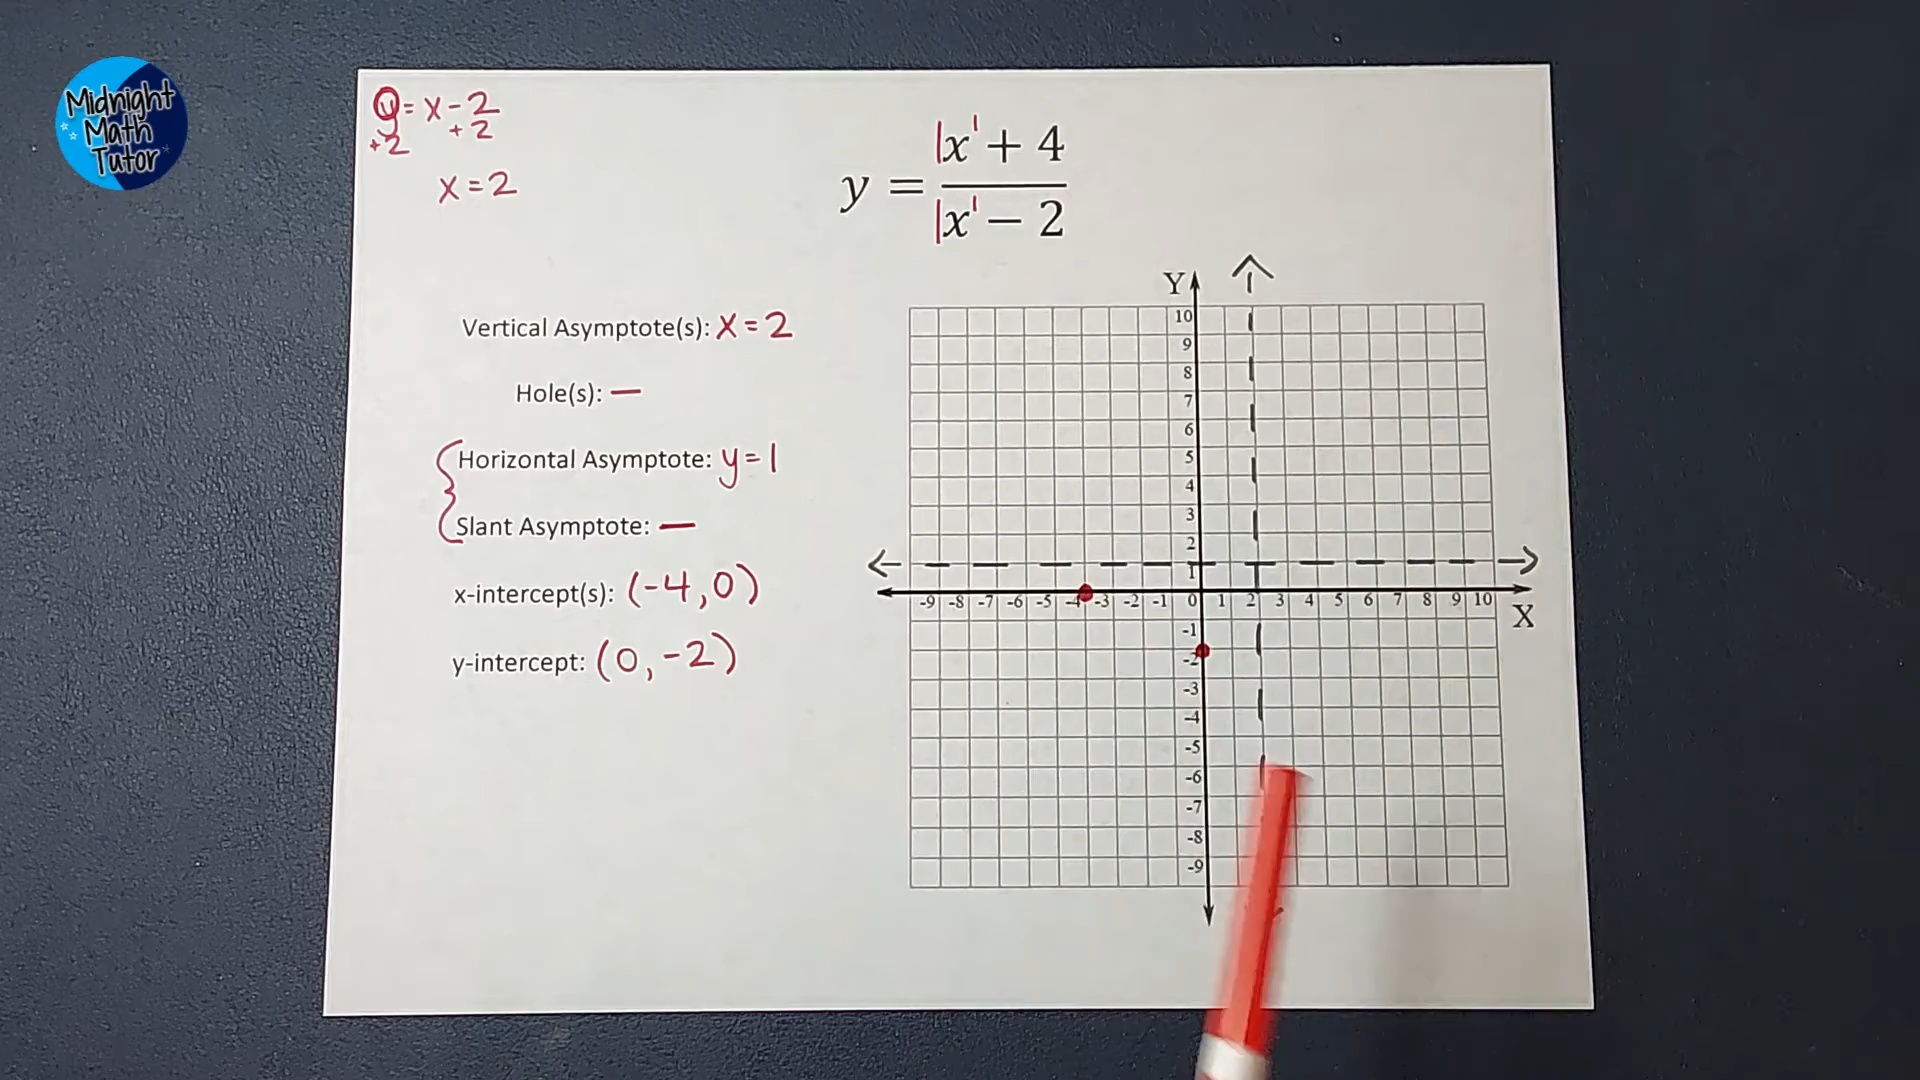 Midnight
Math
Tutor
y = x - 2
+2 +2
x = 2
y = 1x¹ + 4
1x¹ - 2
Vertical Asymptote(s): x = 2
Hole(s): —
Horizontal Asymptote: y = 1
Slant Asymptote: —
x-intercept(s): (-4, 0)
y-intercept: (0, -2)
Y
10
9
8
7
6
5
4
3
2
1
-9 -8 -7 -6 -5 -4 -3 -2 -1 0 1 2 3 4 5 6 7 8 9 10
X
-1
-2
-3
-4
-5
-6
-7
-8
-9